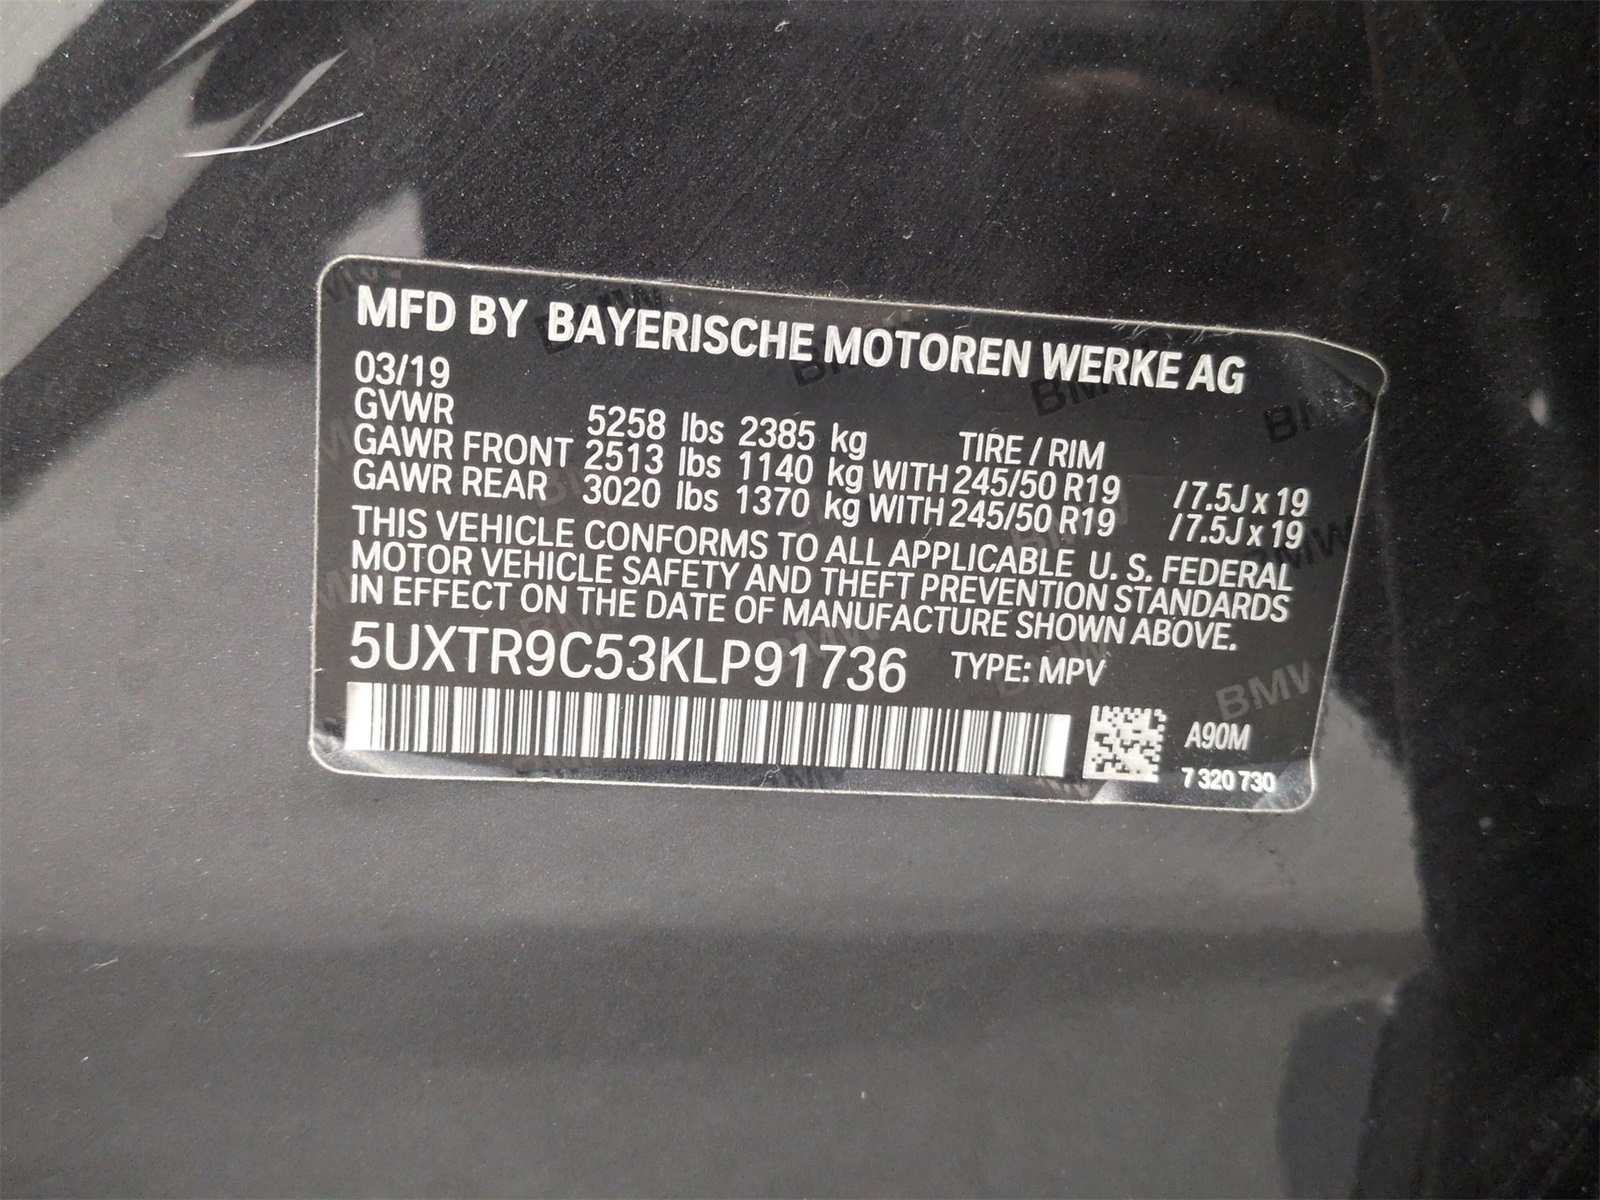 MFD BY BAYERISCHE MOTOREN WERKE AG
03/19
GVWR 5258 lbs 2385 kg TIRE / RIM
GAWR FRONT 2513 lbs 1140 kg WITH 245/50 R19 /7.5J x 19
GAWR REAR 3020 lbs 1370 kg WITH 245/50 R19 /7.5J x 19
THIS VEHICLE CONFORMS TO ALL APPLICABLE U. S. FEDERAL
MOTOR VEHICLE SAFETY AND THEFT PREVENTION STANDARDS
IN EFFECT ON THE DATE OF MANUFACTURE SHOWN ABOVE.
5UXTR9C53KLP91736 TYPE: MPV
A90M
7 320 730